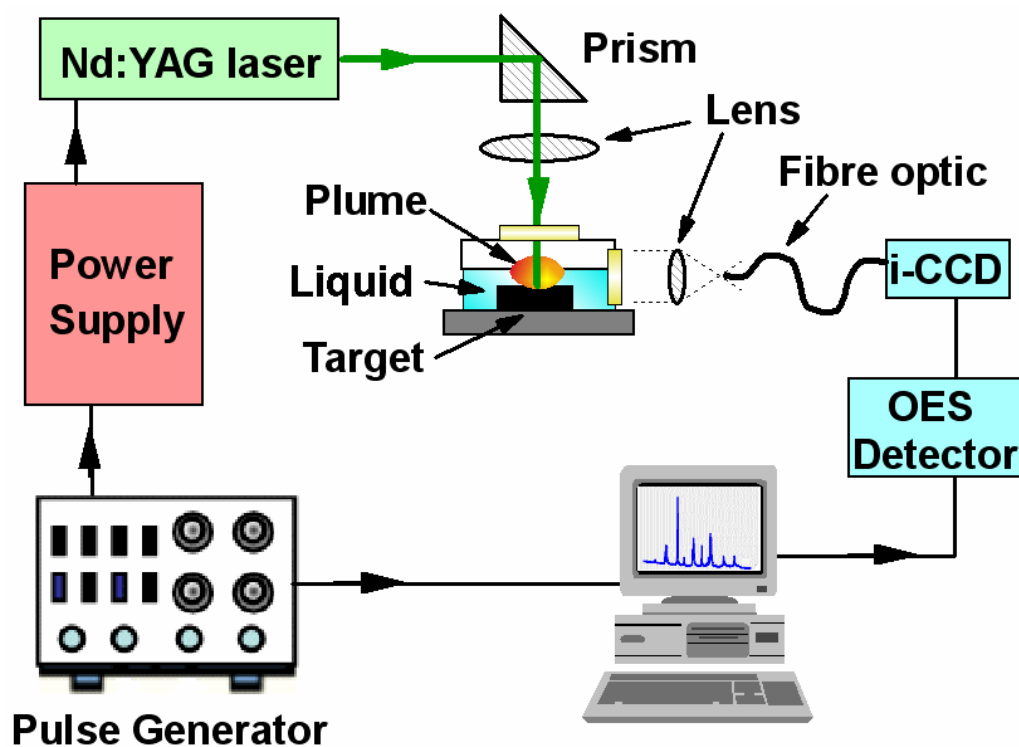 Nd:YAG laser
Prism
Lens
Fibre optic
Plume
Power
Supply
Liquid
i-CCD
Target
OES
Detector
Pulse Generator